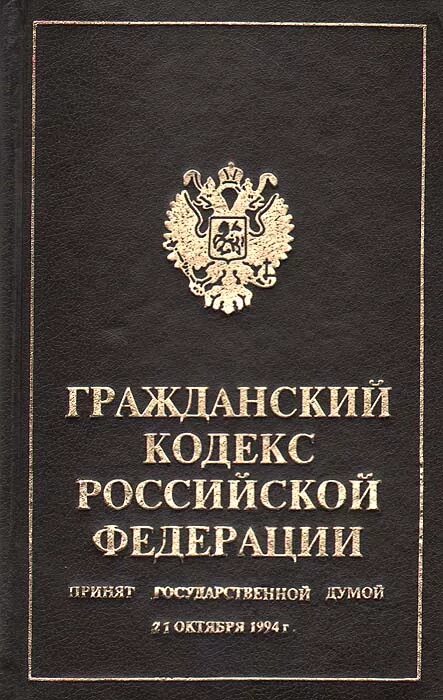 ГРАЖДАНСКИЙ
КОДЕКС
РОССИЙСКОЙ
ФЕДЕРАЦИИ
ПРИНЯТ ГОСУДАРСТВЕННОЙ ДУМОЙ
21 ОКТЯБРЯ 1994 г.